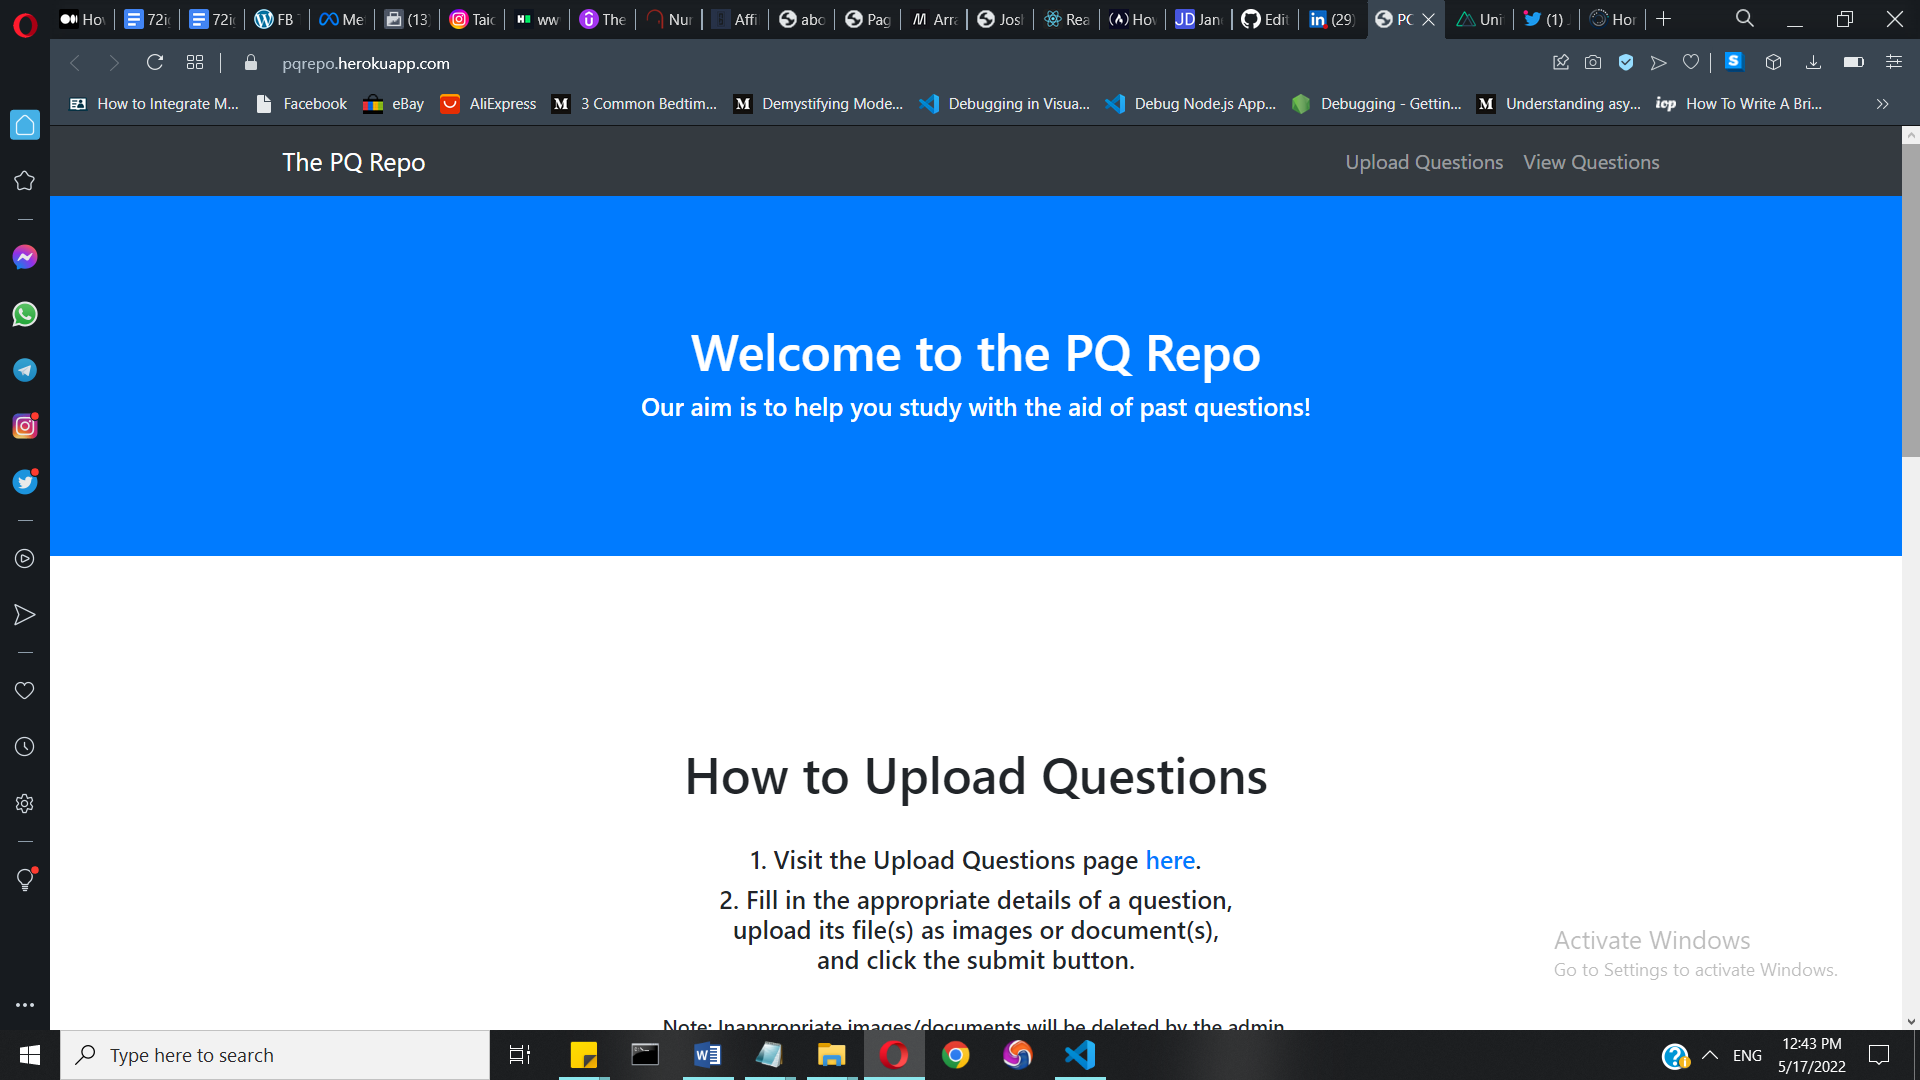 72i
72i
FB
Me
(13)
Taic
ww
The
Nur
Affi
abo
Pag
Arra
Josl
Rea
Hov
Jan
Edit
(29)
PC
Uni
(1)
Hor
pqrepo.herokuapp.com
How to Integrate M...
Facebook
eBay
AliExpress
3 Common Bedtim...
Demystifying Mode...
Debugging in Visua...
Debug Node.js App...
Debugging - Gettin...
Understanding asy...
icp
How To Write A Bri...
The PQ Repo
Upload Questions
View Questions
Welcome to the PQ Repo
Our aim is to help you study with the aid of past questions!
How to Upload Questions
1. Visit the Upload Questions page here.
2. Fill in the appropriate details of a question,
upload its file(s) as images or document(s),
and click the submit button.
Note: Inappropriate images/documents will be deleted by the admin
Activate Windows
Go to Settings to activate Windows.
Type here to search
ENG
12:43 PM
5/17/2022